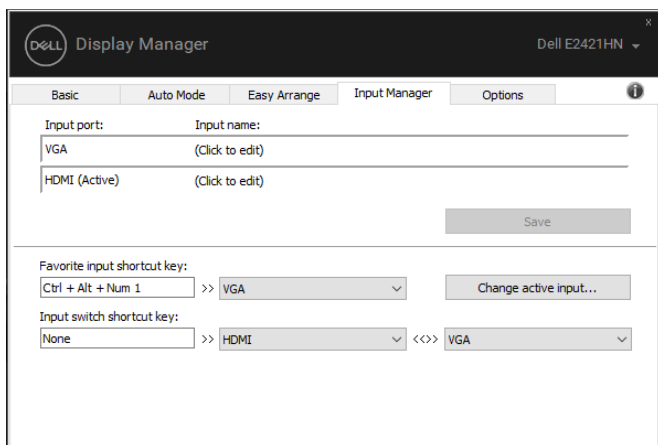 DELL Display Manager Dell E2421HN
x
Basic Auto Mode Easy Arrange Input Manager Options i
Input port: Input name:
VGA (Click to edit)
HDMI (Active) (Click to edit)
Save
Favorite input shortcut key:
Ctrl + Alt + Num 1 >> VGA Change active input...
Input switch shortcut key:
None >> HDMI <<>> VGA